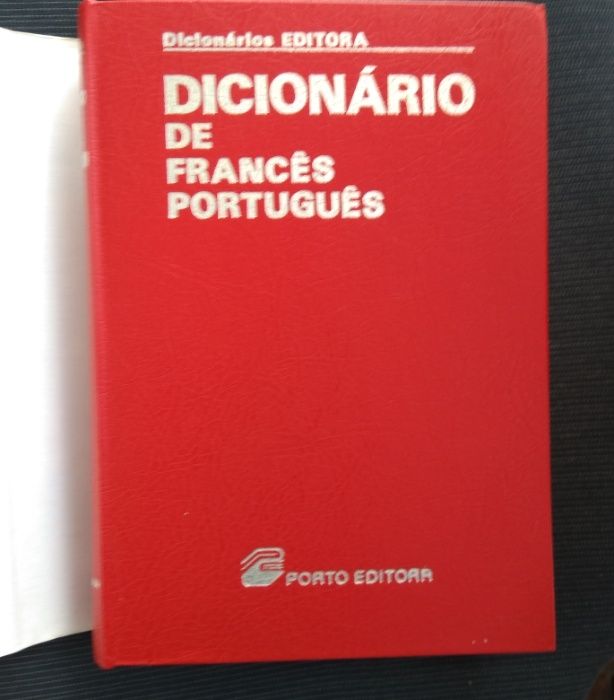 Dicionários EDITORA
DICIONÁRIO
DE
FRANCÊS
PORTUGUÊS
PORTO EDITORA